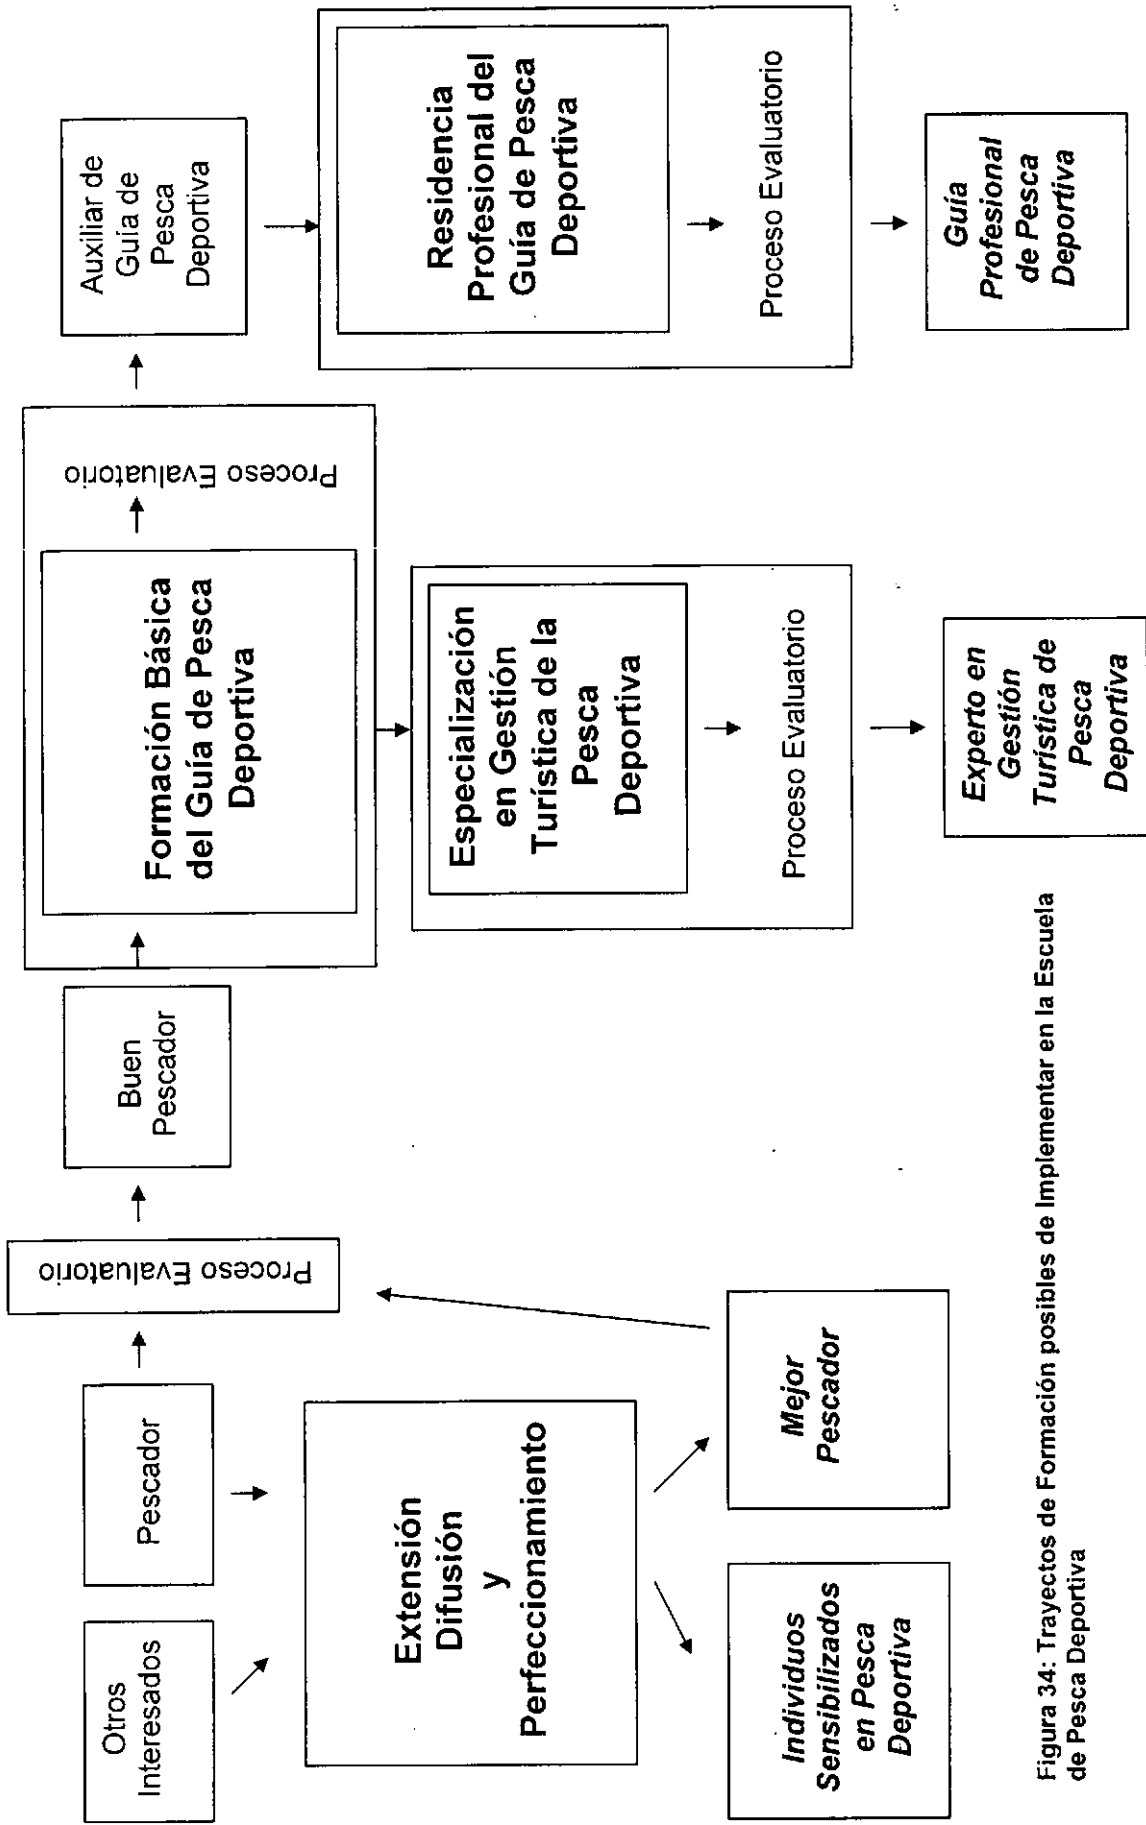 Otros
Interesados
Pescador
Proceso Evaluatorio
Buen
Pescador
Formación Básica
del Guía de Pesca
Deportiva
Proceso Evaluatorio
Auxiliar de
Guía de
Pesca
Deportiva
Extensión
Difusión
y
Perfeccionamiento
Especialización
en Gestión
Turística de la
Pesca
Deportiva
Proceso Evaluatorio
Residencia
Profesional del
Guía de Pesca
Deportiva
Proceso Evaluatorio
Individuos
Sensibilizados
en Pesca
Deportiva
Mejor
Pescador
Experto en
Gestión
Turística de
Pesca
Deportiva
Guía
Profesional
de Pesca
Deportiva
Figura 34: Trayectos de Formación posibles de Implementar en la Escuela
de Pesca Deportiva